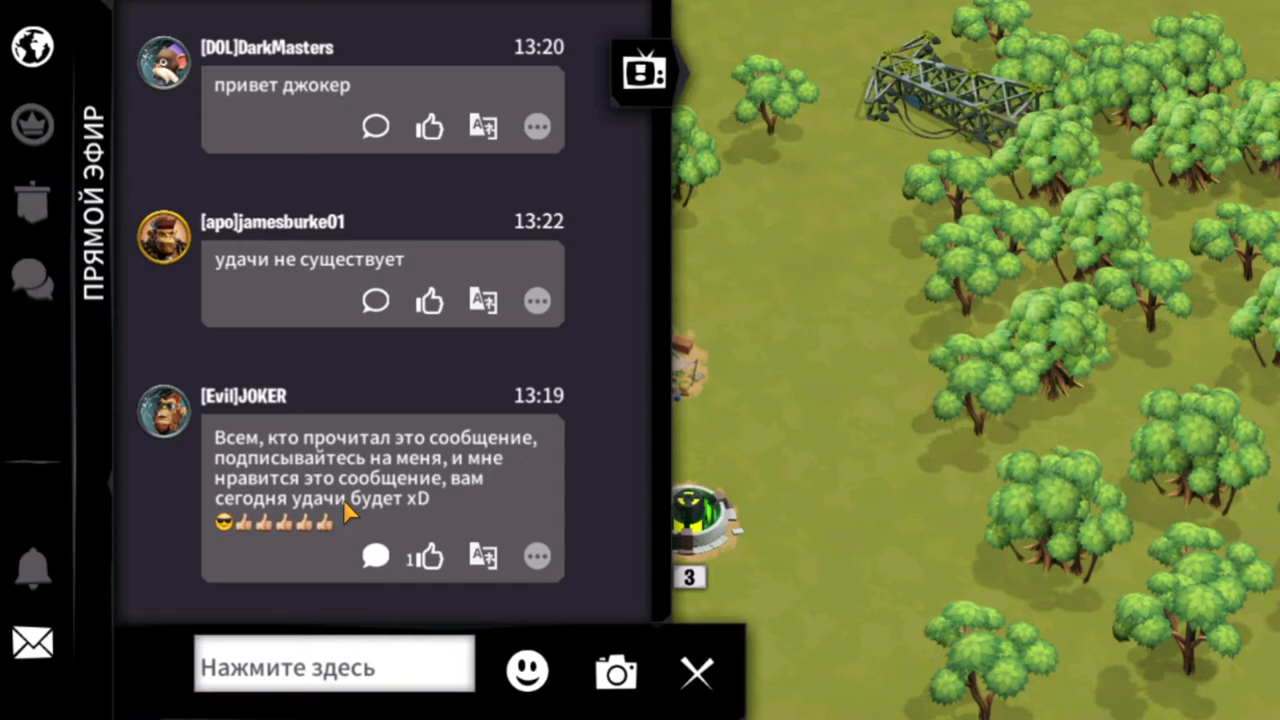 ПРЯМОЙ ЭФИР
[DOL]DarkMasters 13:20
привет джокер
[apo]jamesburke01 13:22
удачи не существует
[Evil]JOKER 13:19
Всем, кто прочитал это сообщение,
подписывайтесь на меня, и мне
нравится это сообщение, вам
сегодня удачи будет xD
😎👍🏼👍🏼👍🏼👍🏼👍🏼
1
Нажмите здесь
3